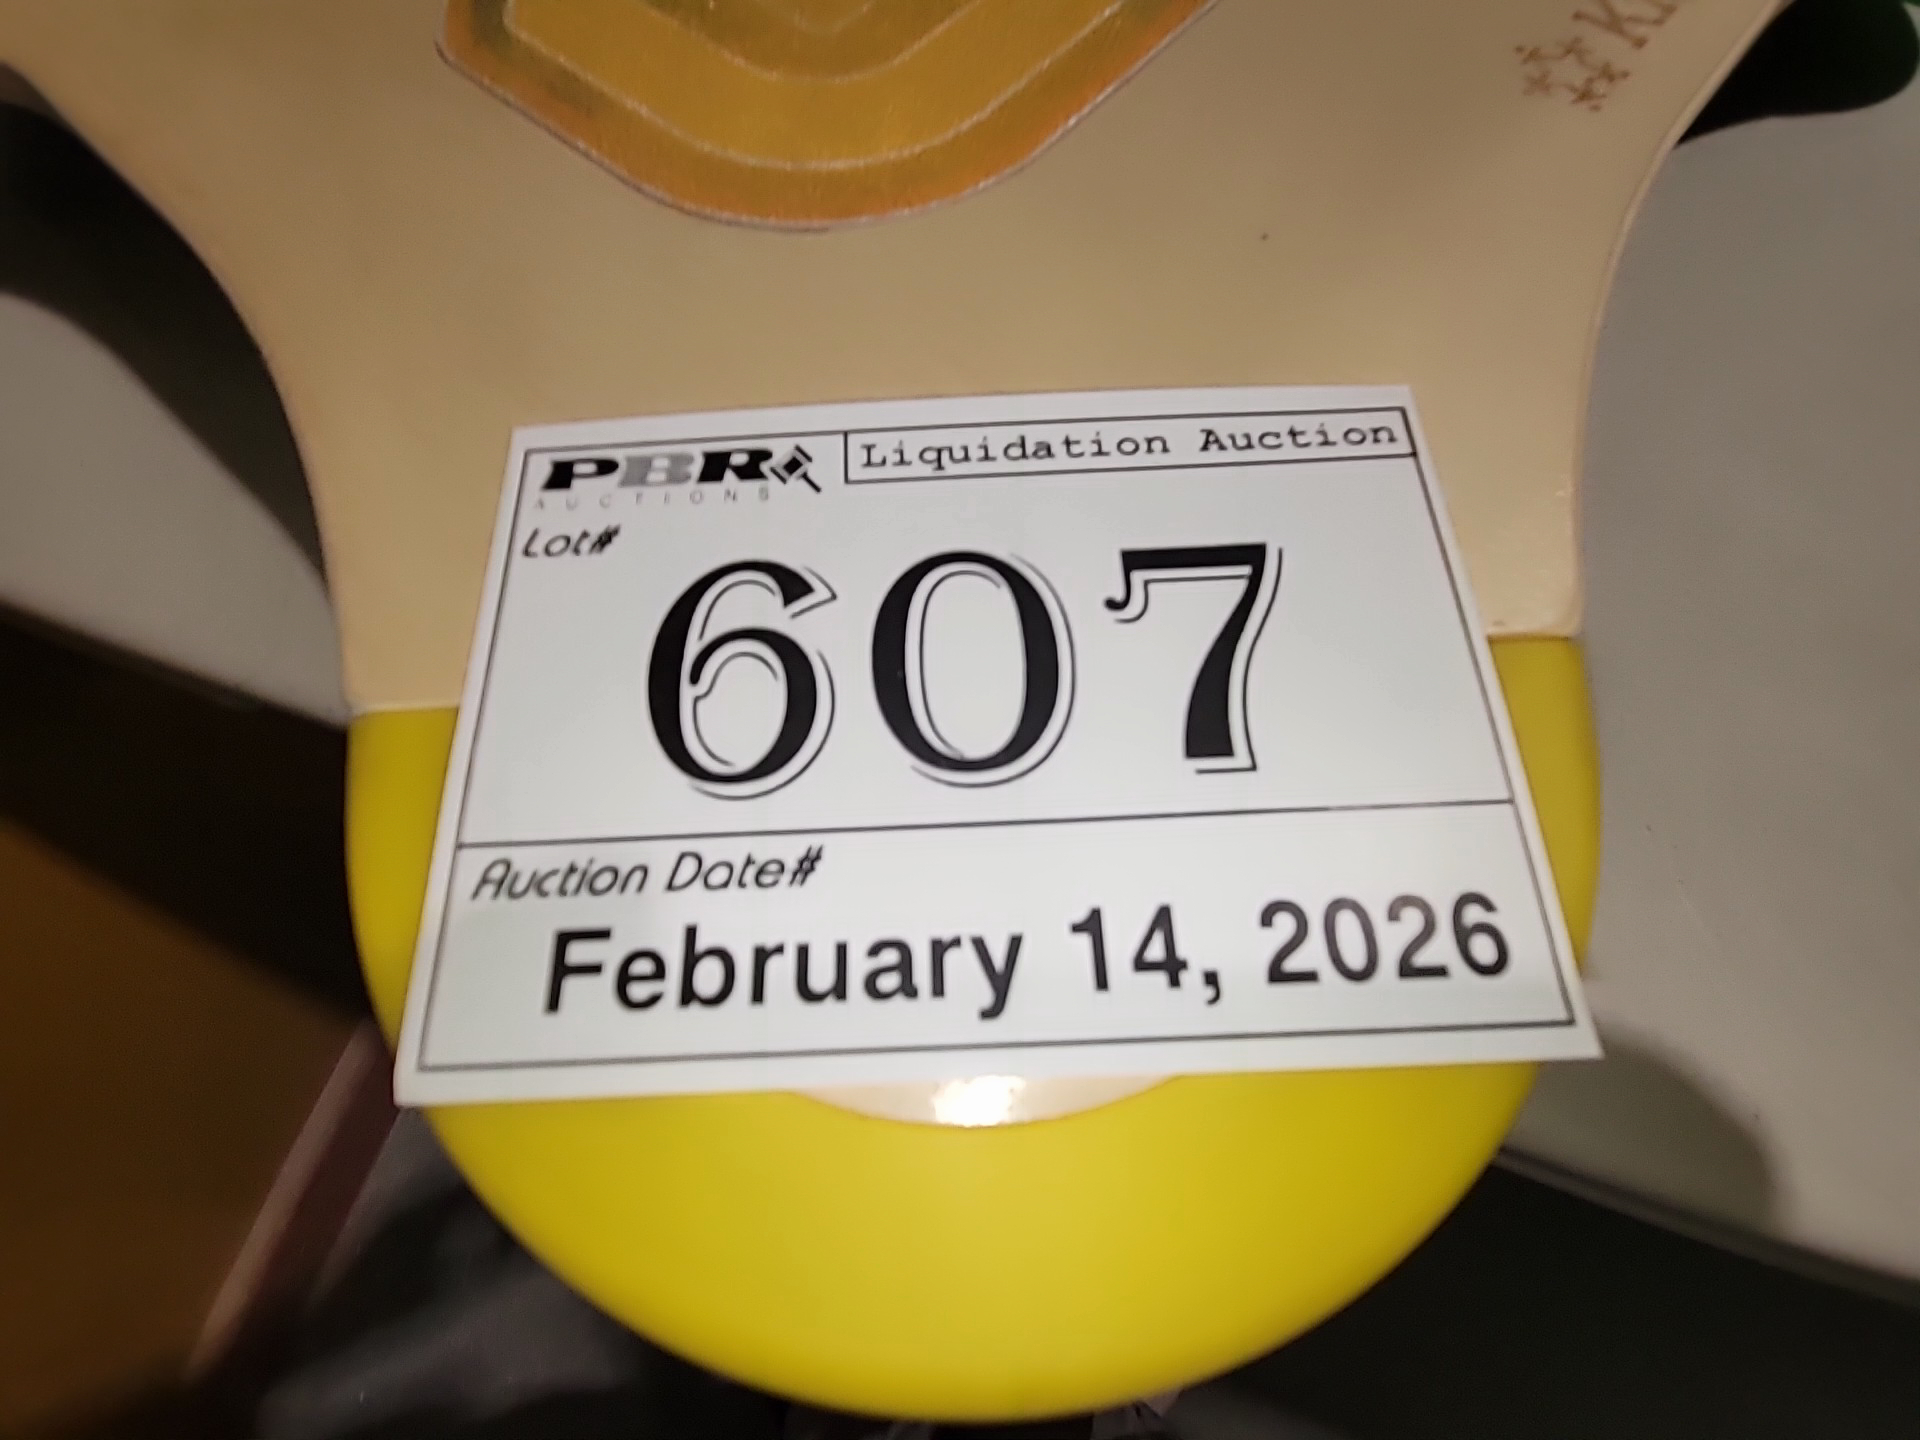 PBR
AUCTIONS
Liquidation Auction
Lot#
607
Auction Date#
February 14, 2026